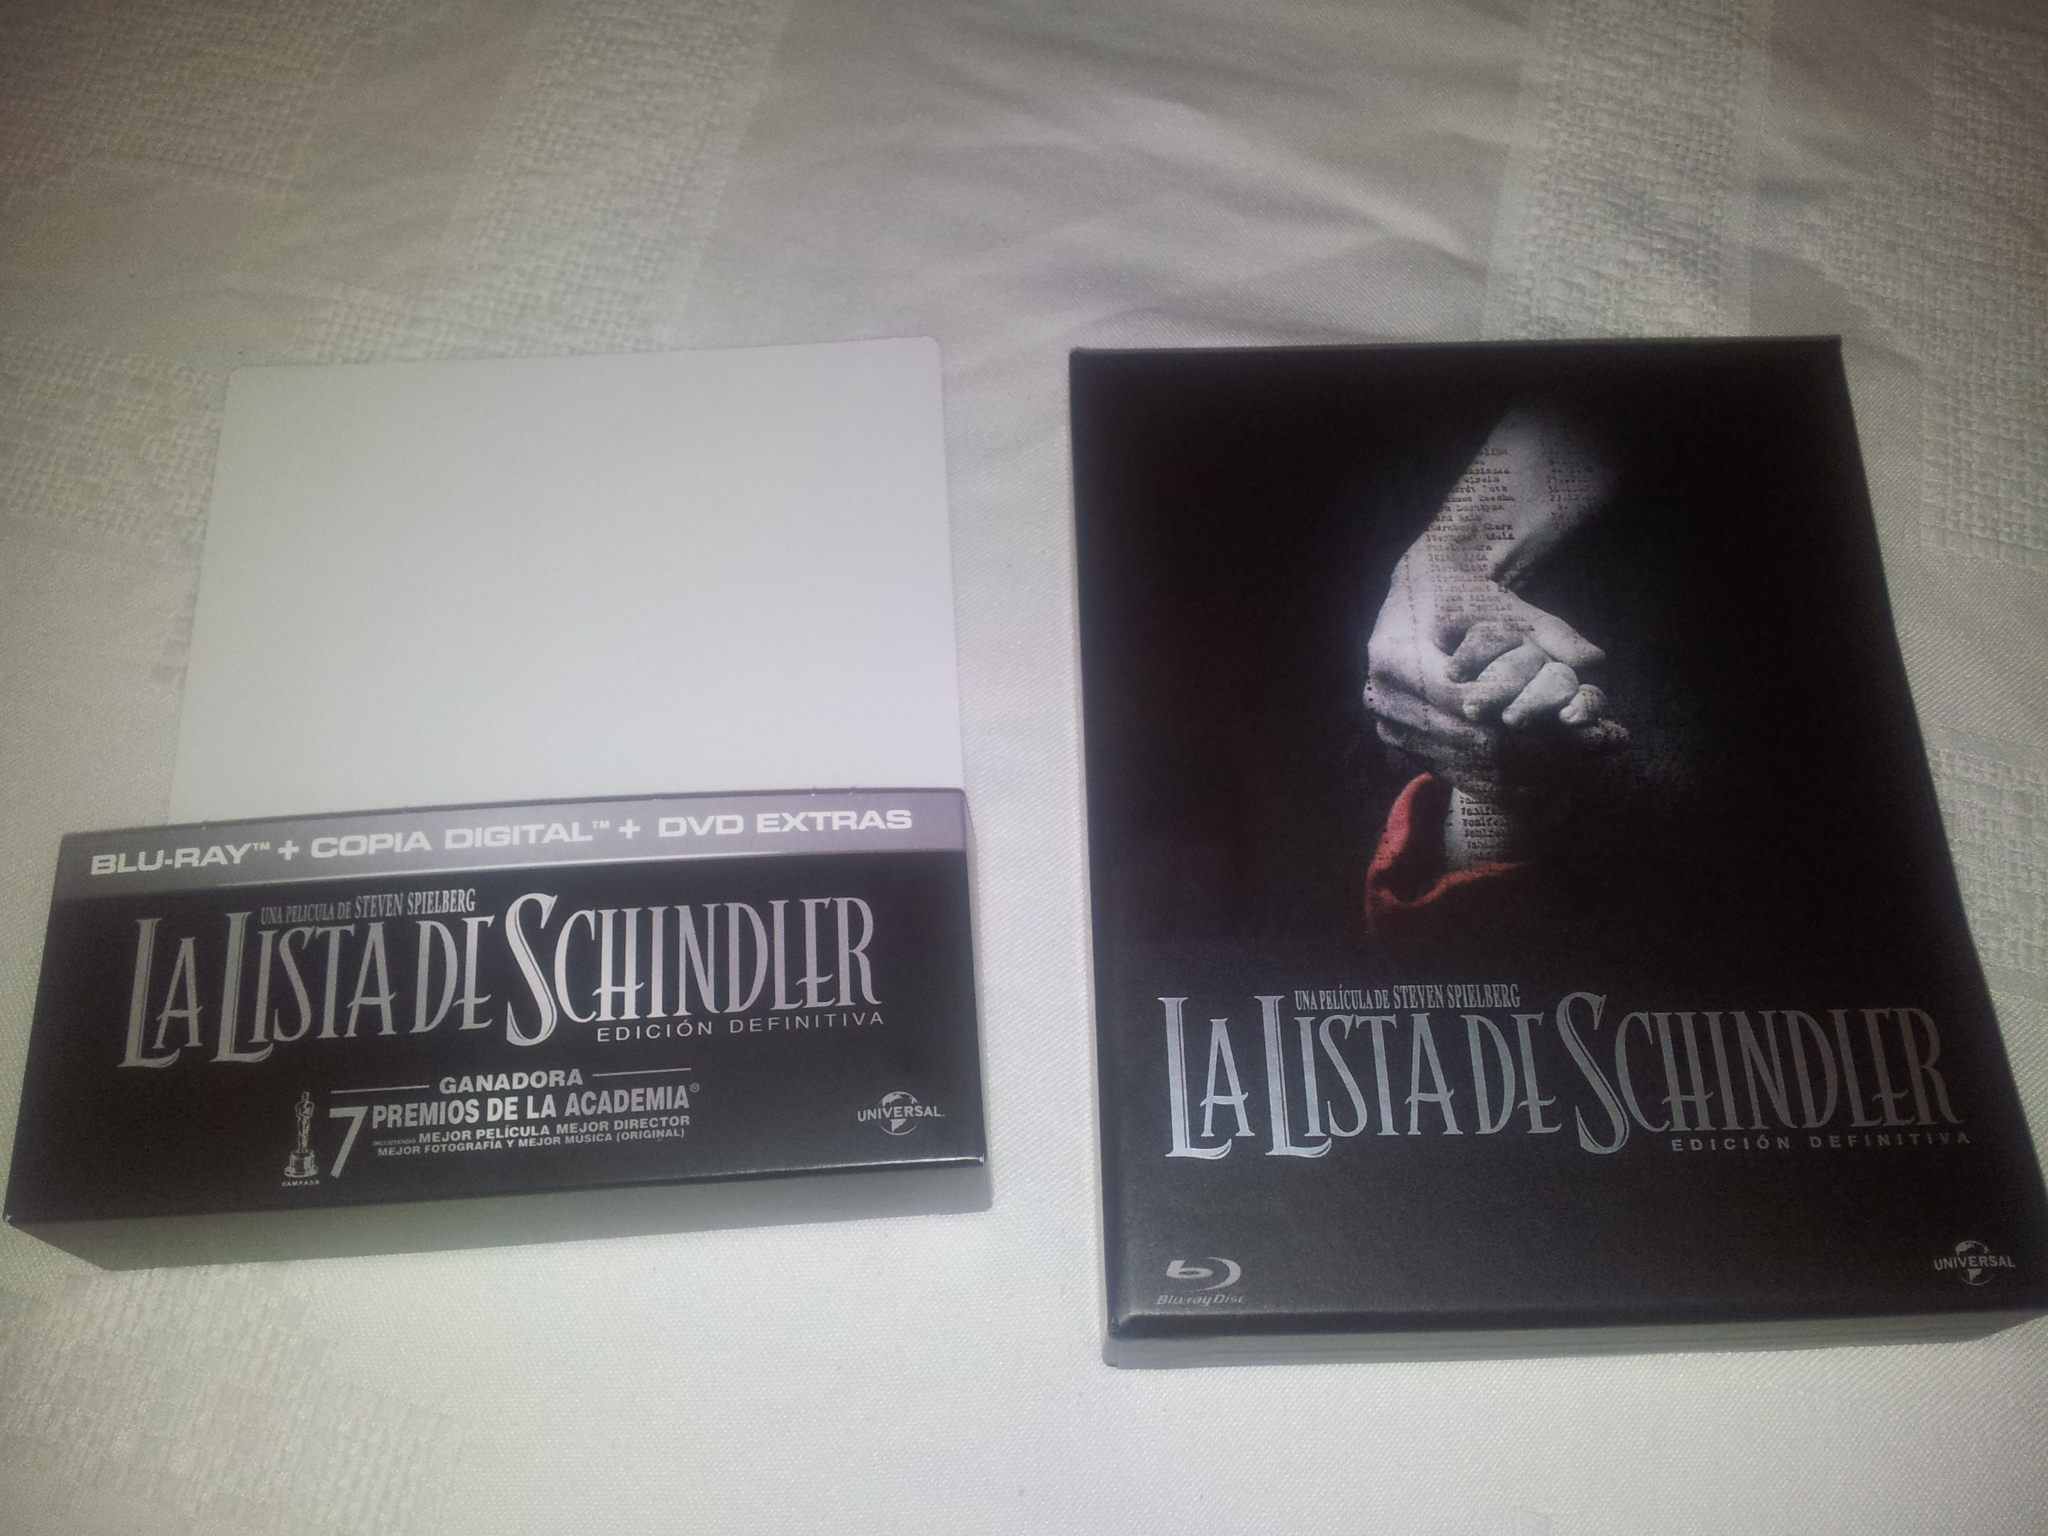 BLU-RAY™ + COPIA DIGITAL™ + DVD EXTRAS
UNA PELÍCULA DE STEVEN SPIELBERG
LA LISTA DE SCHINDLER
EDICIÓN DEFINITIVA
GANADORA
7 PREMIOS DE LA ACADEMIA®
INCLUYENDO MEJOR PELÍCULA MEJOR DIRECTOR
MEJOR FOTOGRAFÍA Y MEJOR MÚSICA (ORIGINAL)
©A.M.P.A.S.®
UNIVERSAL
UNA PELÍCULA DE STEVEN SPIELBERG
LA LISTA DE SCHINDLER
EDICIÓN DEFINITIVA
Blu-ray Disc
UNIVERSAL